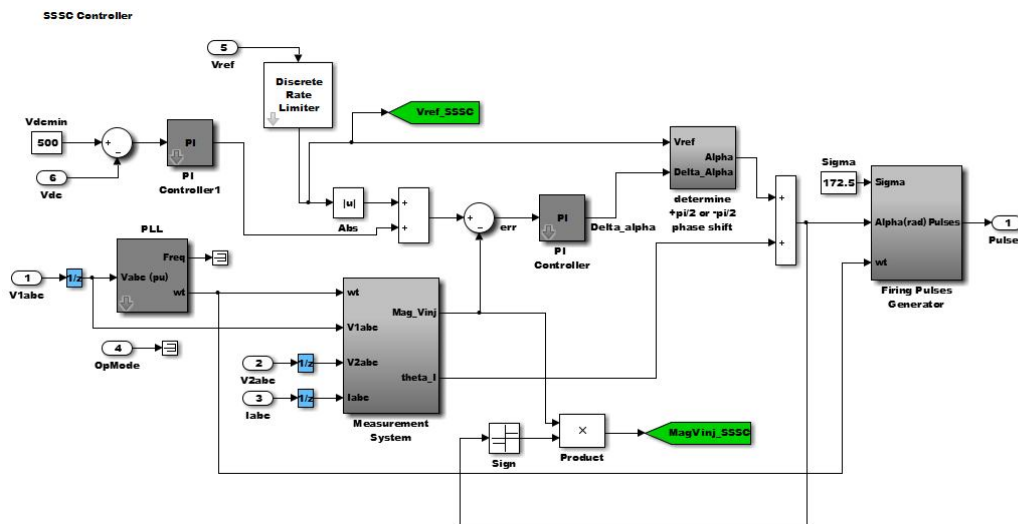 SSSC Controller
5
Vref
Discrete
Rate
Limiter
Vref_SSSC
Vdcmin
500
+
−
6
Vdc
PI
PI
Controller1
|u|
Abs
+
+
+
−
err
PI
PI
Controller
Delta_alpha
Vref
Alpha
Delta_Alpha
determine
+pi/2 or -pi/2
phase shift
+
+
Sigma
172.5
Sigma
Alpha(rad) Pulses
wt
Firing Pulses
Generator
1
Pulse
PLL
Freq
Vabc (pu)
wt
1
V1abc
1/z
4
OpMode
2
V2abc
1/z
3
Iabc
1/z
wt
V1abc
V2abc
Iabc
Mag_Vinj
theta_I
Measurement
System
Sign
×
Product
MagVinj_SSSC